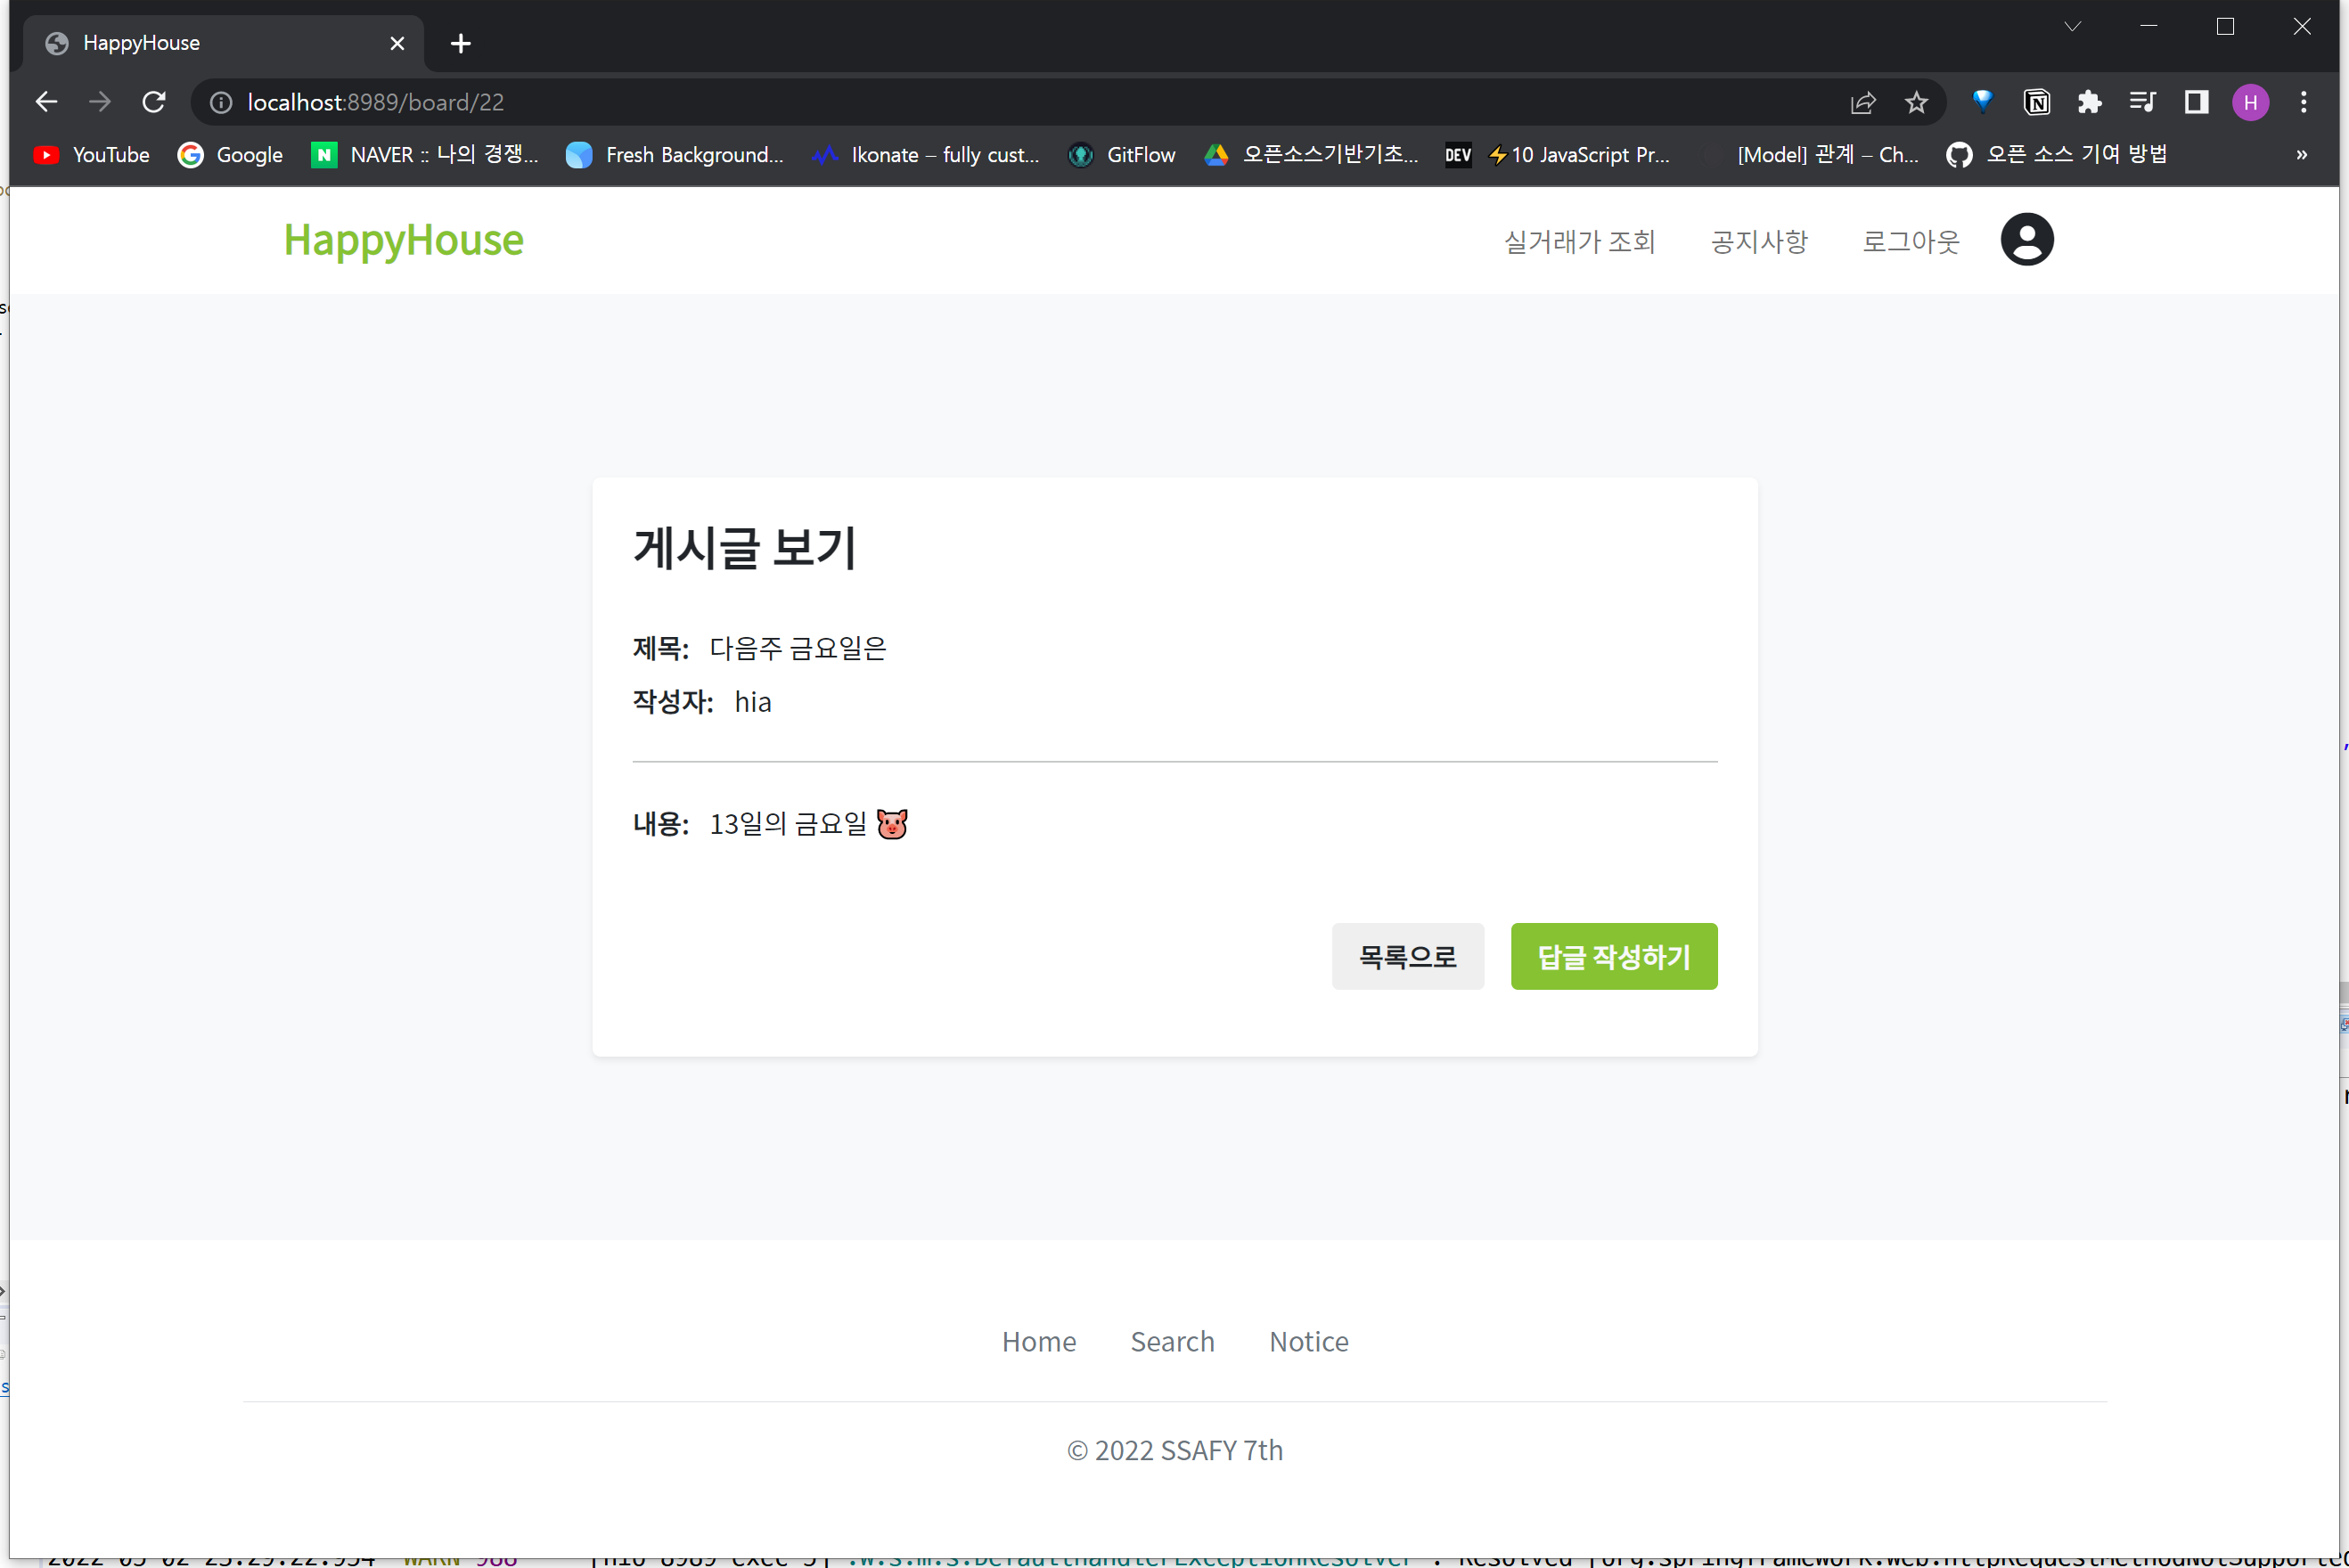 HappyHouse
localhost:8989/board/22
YouTube Google NAVER :: 나의 경쟁... Fresh Background... Ikonate – fully cust... GitFlow 오픈소스기반기초... DEV ⚡10 JavaScript Pr... [Model] 관계 – Ch... 오픈 소스 기여 방법 »
HappyHouse 실거래가 조회 공지사항 로그아웃
게시글 보기
제목: 다음주 금요일은
작성자: hia
내용: 13일의 금요일 🐷
목록으로 답글 작성하기
Home Search Notice
© 2022 SSAFY 7th